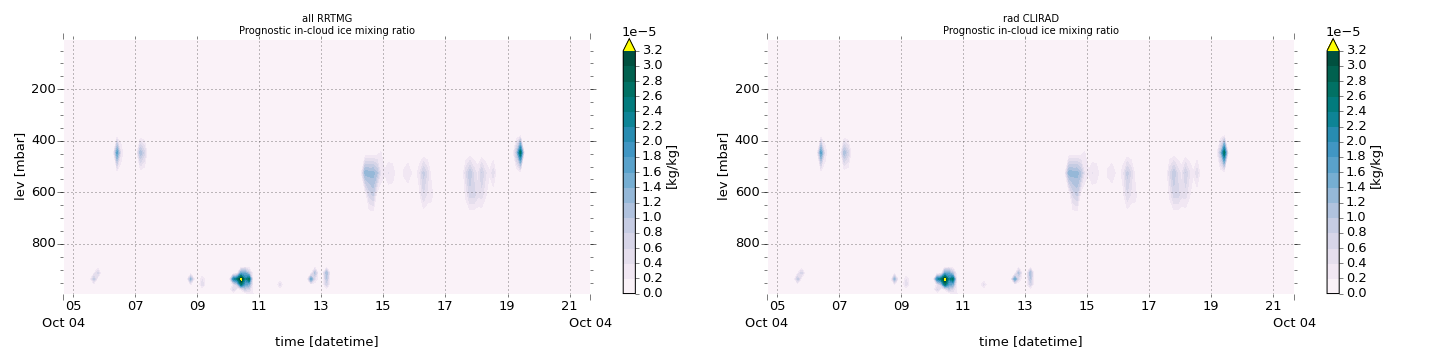 all RRTMG
Prognostic in-cloud ice mixing ratio
1e−5
3.2
3.0
2.8
2.6
2.4
2.2
2.0
1.8
1.6
1.4
1.2
1.0
0.8
0.6
0.4
0.2
0.0
[kg/kg]
200
400
600
800
lev [mbar]
05 07 09 11 13 15 17 19 21
Oct 04 Oct 04
time [datetime]
rad CLIRAD
Prognostic in-cloud ice mixing ratio
1e−5
3.2
3.0
2.8
2.6
2.4
2.2
2.0
1.8
1.6
1.4
1.2
1.0
0.8
0.6
0.4
0.2
0.0
[kg/kg]
200
400
600
800
lev [mbar]
05 07 09 11 13 15 17 19 21
Oct 04 Oct 04
time [datetime]